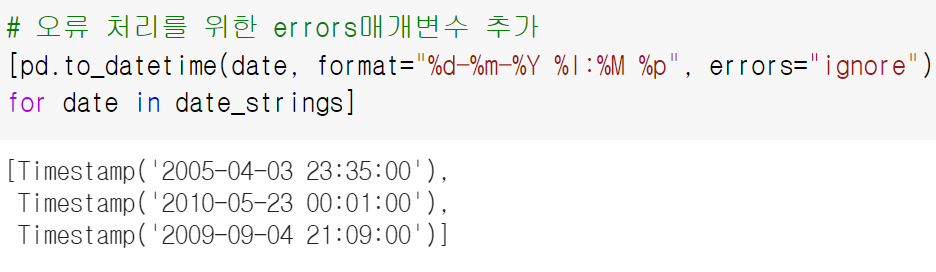 # 오류 처리를 위한 errors매개변수 추가
[pd.to_datetime(date, format="%d-%m-%Y %I:%M %p", errors="ignore")
for date in date_strings]
[Timestamp('2005-04-03 23:35:00'),
Timestamp('2010-05-23 00:01:00'),
Timestamp('2009-09-04 21:09:00')]